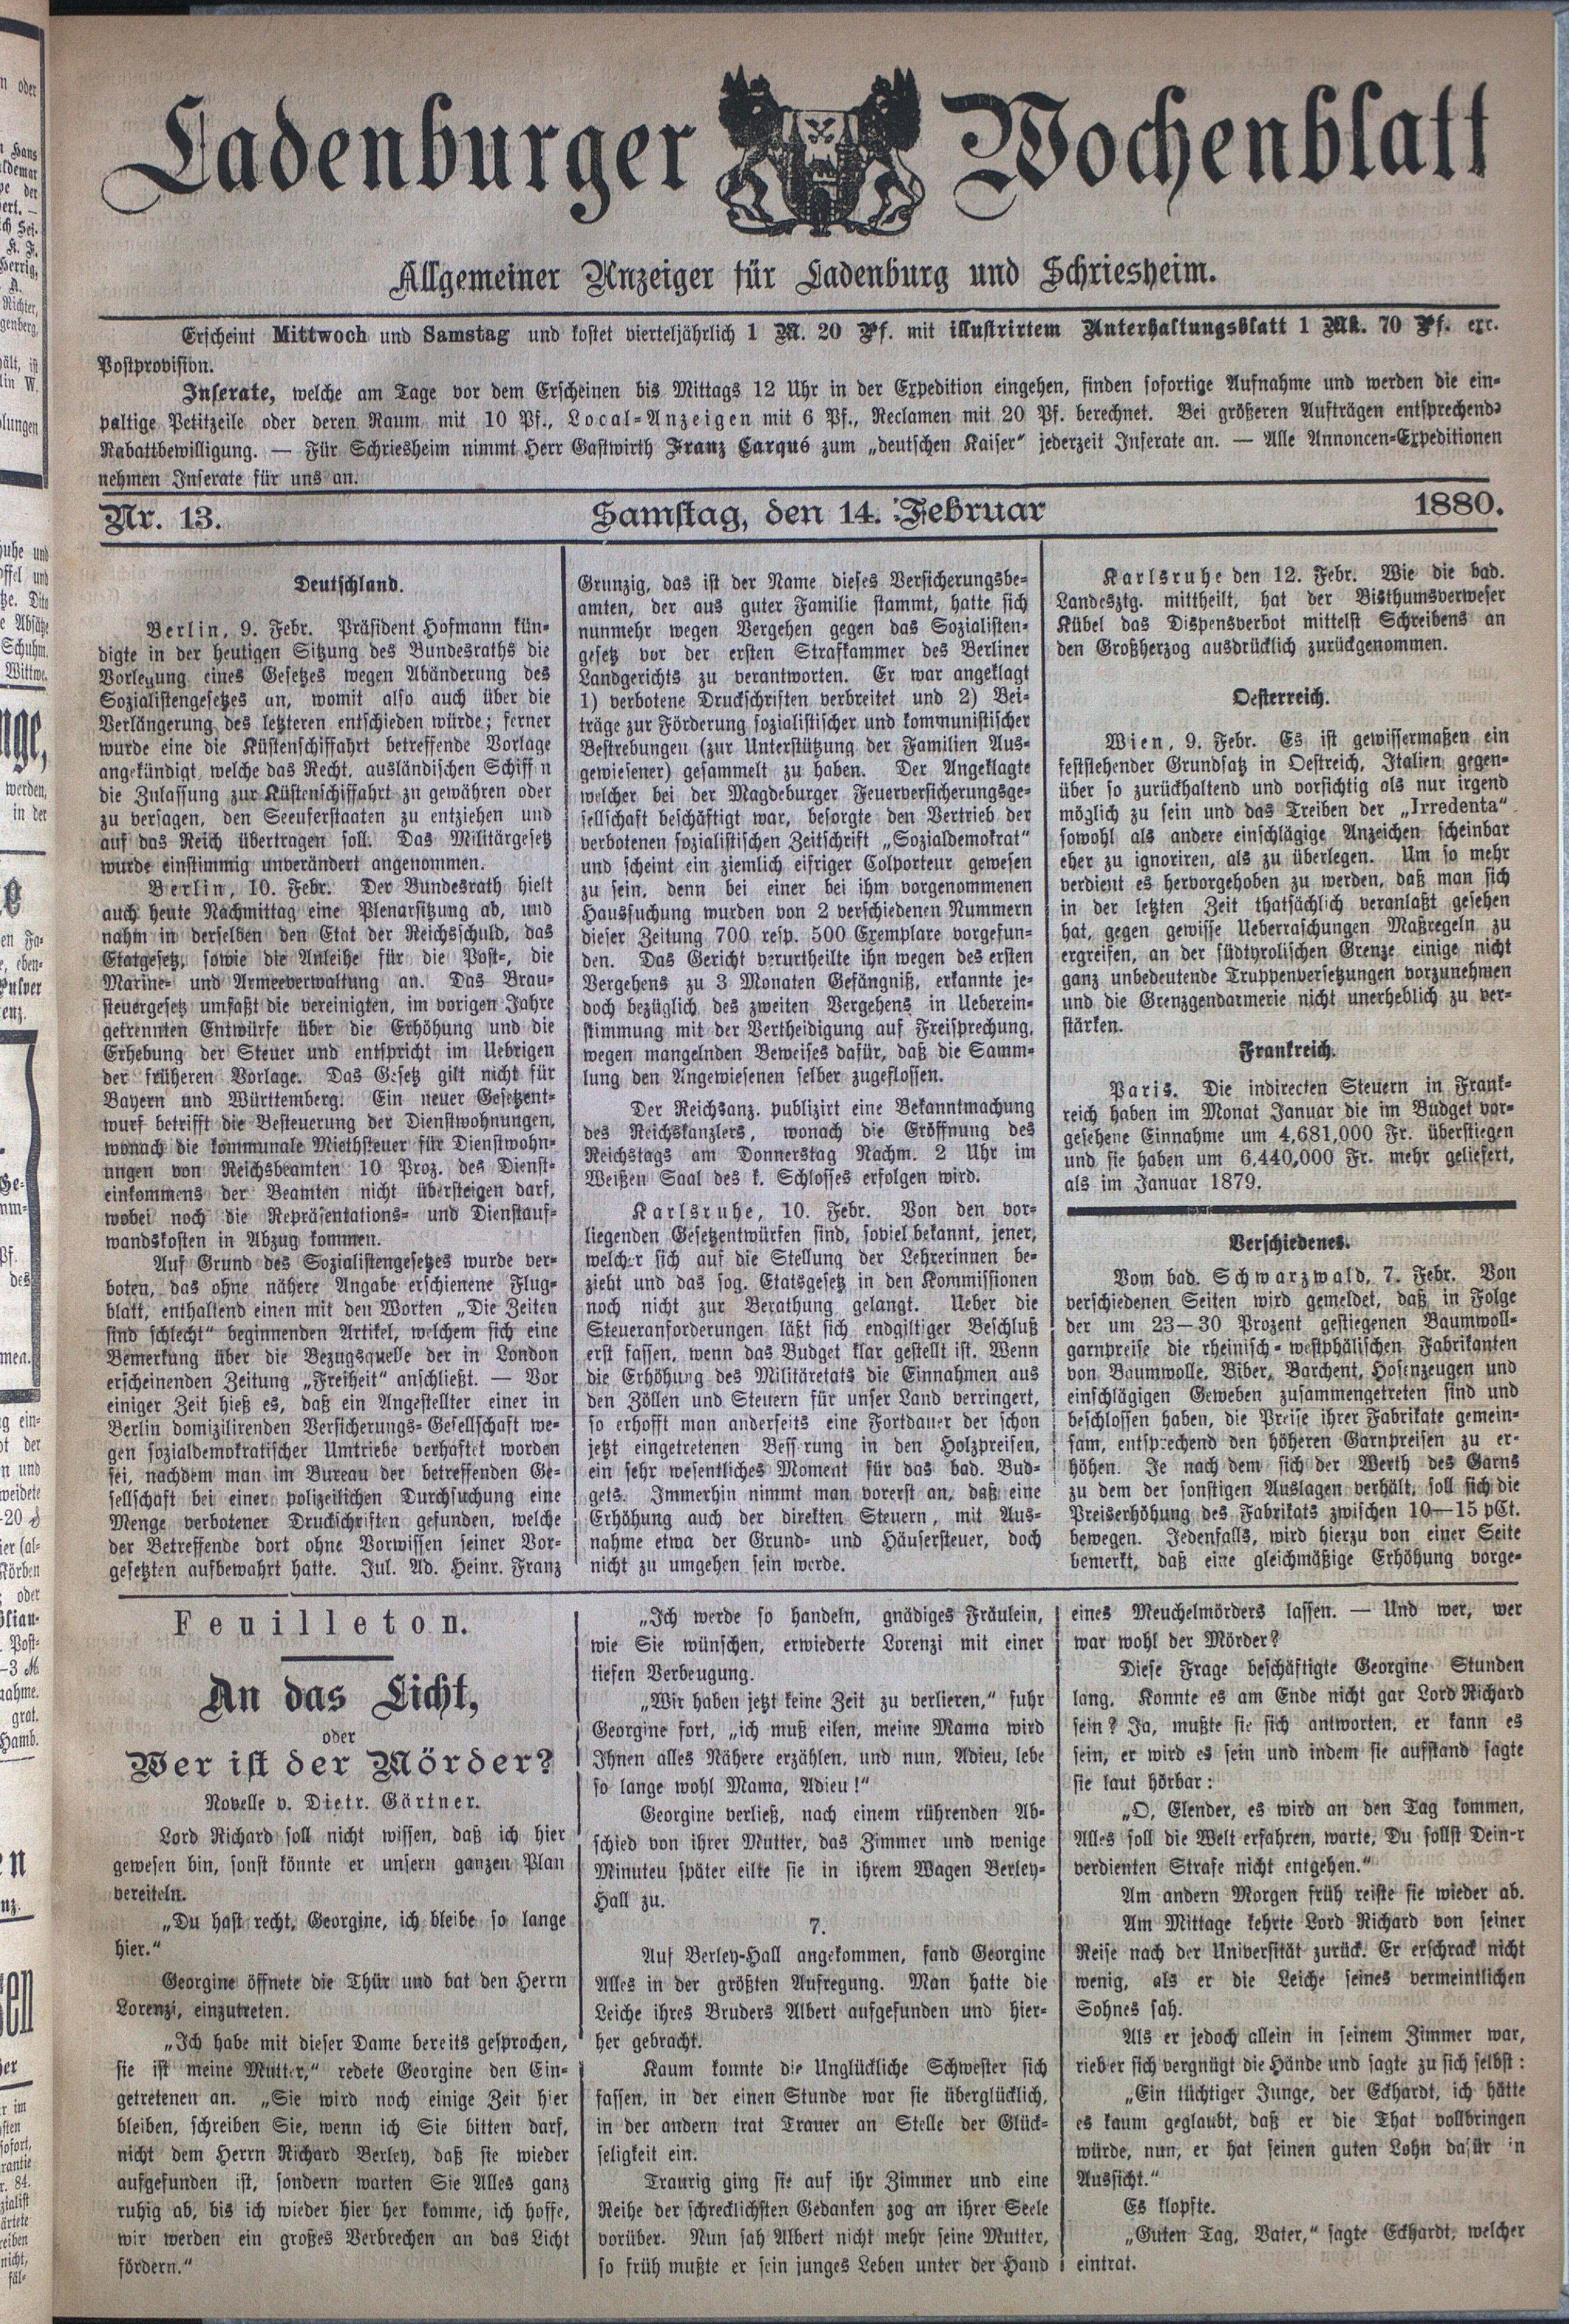 Ladenburger Wochenblatt
Allgemeiner Anzeiger für Ladenburg und Schriesheim.
Erscheint Mittwoch und Samstag und kostet vierteljährlich 1 M. 20 Pf. mit illustrirtem Unterhaltungsblatt 1 Mk. 70 Pf. exc.
Postprovision.
Inserate, welche am Tage vor dem Erscheinen bis Mittags 12 Uhr in der Expedition eingehen, finden sofortige Aufnahme und werden die ein-
paltige Petitzeile oder deren Raum mit 10 Pf., Local-Anzeigen mit 6 Pf., Reclamen mit 20 Pf. berechnet. Bei größeren Aufträgen entsprechende
Rabattbewilligung. — Für Schriesheim nimmt Herr Gastwirth Franz Carqué zum „deutschen Kaiser“ jederzeit Inserate an. — Alle Annoncen-Expeditionen
nehmen Inserate für uns an.
Nr. 13. Samstag, den 14. Februar 1880.
Deutschland.
Berlin, 9. Febr. Präsident Hofmann kün-
digte in der heutigen Sitzung des Bundesraths die
Vorlegung eines Gesetzes wegen Abänderung des
Sozialistengesetzes an, womit also auch über die
Verlängerung des letzteren entschieden würde; ferner
wurde eine die Küstenschiffahrt betreffende Vorlage
angekündigt, welche das Recht, ausländischen Schiff n
die Zulassung zur Küstenschiffahrt zu gewähren oder
zu versagen, den Seeuferstaaten zu entziehen und
auf das Reich übertragen soll. Das Militärgesetz
wurde einstimmig unverändert angenommen.
Berlin, 10. Febr. Der Bundesrath hielt
auch heute Nachmittag eine Plenarsitzung ab, und
nahm in derselben den Etat der Reichsschuld, das
Etatgesetz, sowie die Anleihe für die Post-, die
Marine- und Armeeverwaltung an. Das Brau-
steuergesetz umfaßt die vereinigten, im vorigen Jahre
getrennten Entwürfe über die Erhöhung und die
Erhebung der Steuer und entspricht im Uebrigen
der früheren Vorlage. Das Gesetz gilt nicht für
Bayern und Württemberg. Ein neuer Gesetzent-
wurf betrifft die Besteuerung der Dienstwohnungen,
wonach die kommunale Miethsteuer für Dienstwohn-
ungen von Reichsbeamten 10 Proz. des Dienst-
einkommens der Beamten nicht übersteigen darf,
wobei noch die Repräsentations- und Dienstauf-
wandskosten in Abzug kommen.
Auf Grund des Sozialistengesetzes wurde ver-
boten, das ohne nähere Angabe erschienene Flug-
blatt, enthaltend einen mit den Worten „Die Zeiten
sind schlecht“ beginnenden Artikel, welchem sich eine
Bemerkung über die Bezugsquelle der in London
erscheinenden Zeitung „Freiheit“ anschließt. — Vor
einiger Zeit hieß es, daß ein Angestellter einer in
Berlin domizilirenden Versicherungs-Gesellschaft we-
gen sozialdemokratischer Umtriebe verhaftet worden
sei, nachdem man im Bureau der betreffenden Ge-
sellschaft bei einer polizeilichen Durchsuchung eine
Menge verbotener Druckschriften gefunden, welche
der Betreffende dort ohne Vorwissen seiner Vor-
gesetzten aufbewahrt hatte. Jul. Ad. Heinr. Franz
Grunzig, das ist der Name dieses Versicherungsbe-
amten, der aus guter Familie stammt, hatte sich
nunmehr wegen Vergehen gegen das Sozialisten-
gesetz vor der ersten Strafkammer des Berliner
Landgerichts zu verantworten. Er war angeklagt
1) verbotene Druckschriften verbreitet und 2) Bei-
träge zur Förderung sozialistischer und kommunistischer
Bestrebungen (zur Unterstützung der Familien Aus-
gewiesener) gesammelt zu haben. Der Angeklagte
welcher bei der Magdeburger Feuerversicherungsge-
sellschaft beschäftigt war, besorgte den Vertrieb der
verbotenen sozialistischen Zeitschrift „Sozialdemokrat“
und scheint ein ziemlich eifriger Colporteur gewesen
zu sein, denn bei einer bei ihm vorgenommenen
Haussuchung wurden von 2 verschiedenen Nummern
dieser Zeitung 700 resp. 500 Exemplare vorgefun-
den. Das Gericht verurtheilte ihn wegen des ersten
Vergehens zu 3 Monaten Gefängniß, erkannte je-
doch bezüglich des zweiten Vergehens in Ueberein-
stimmung mit der Vertheidigung auf Freisprechung,
wegen mangelnden Beweises dafür, daß die Samm-
lung den Angewiesenen selber zugeflossen.
Der Reichsanz. publizirt eine Bekanntmachung
des Reichskanzlers, wonach die Eröffnung des
Reichstags am Donnerstag Nachm. 2 Uhr im
Weißen Saal des k. Schlosses erfolgen wird.
Karlsruhe, 10. Febr. Von den vor-
liegenden Gesetzentwürfen sind, soviel bekannt, jener,
welcher sich auf die Stellung der Lehrerinnen be-
zieht und das sog. Etatsgesetz in den Kommissionen
noch nicht zur Berathung gelangt. Ueber die
Steueranforderungen läßt sich endgiltiger Beschluß
erst fassen, wenn das Budget klar gestellt ist. Wenn
die Erhöhung des Militäretats die Einnahmen aus
den Zöllen und Steuern für unser Land verringert,
so erhofft man anderseits eine Fortdauer der schon
jetzt eingetretenen Bess rung in den Holzpreisen,
ein sehr wesentliches Moment für das bad. Bud-
gets. Immerhin nimmt man vorerst an, daß eine
Erhöhung auch der direkten Steuern, mit Aus-
nahme etwa der Grund- und Häusersteuer, doch
nicht zu umgehen sein werde.
Karlsruhe den 12. Febr. Wie die bad.
Landesztg. mittheilt, hat der Bisthumsverweser
Kübel das Dispensverbot mittelst Schreibens an
den Großherzog ausdrücklich zurückgenommen.
Oesterreich.
Wien, 9. Febr. Es ist gewissermaßen ein
feststehender Grundsatz in Oestreich, Italien gegen-
über so zurückhaltend und vorsichtig als nur irgend
möglich zu sein und das Treiben der „Irredenta“
sowohl als andere einschlägige Anzeichen scheinbar
eher zu ignoriren, als zu überlegen. Um so mehr
verdient es hervorgehoben zu werden, daß man sich
in der letzten Zeit thatsächlich veranlaßt gesehen
hat, gegen gewisse Ueberraschungen Maßregeln zu
ergreifen, an der südtyrolischen Grenze einige nicht
ganz unbedeutende Truppenversetzungen vorzunehmen
und die Grenzgendarmerie nicht unerheblich zu ver-
stärken.
Frankreich.
Paris. Die indirecten Steuern in Frank-
reich haben im Monat Januar die im Budget vor-
gesehene Einnahme um 4,681,000 Fr. überstiegen
und sie haben um 6,440,000 Fr. mehr geliefert,
als im Januar 1879.
Verschiedenes.
Vom bad. Schwarzwald, 7. Febr. Von
verschiedenen Seiten wird gemeldet, daß in Folge
der um 23—30 Prozent gestiegenen Baumwoll-
garnpreise die rheinisch-westphälischen Fabrikanten
von Baumwolle, Biber, Barchent, Hosenzeugen und
einschlägigen Geweben zusammengetreten sind und
beschlossen haben, die Preise ihrer Fabrikate gemein-
sam, entsprechend den höheren Garnpreisen zu er-
höhen. Je nach dem sich der Werth des Garns
zu dem der sonstigen Auslagen verhält, soll sich die
Preiserhöhung des Fabrikats zwischen 10—15 pCt.
bewegen. Jedenfalls, wird hierzu von einer Seite
bemerkt, daß eine gleichmäßige Erhöhung vorge-
Feuilleton.
An das Licht,
oder
Wer ist der Mörder?
Novelle v. Dietr. Gärtner.
Lord Richard soll nicht wissen, daß ich hier
gewesen bin, sonst könnte er unsern ganzen Plan
vereiteln.
„Du hast recht, Georgine, ich bleibe so lange
hier.“
Georgine öffnete die Thür und bat den Herrn
Lorenzi, einzutreten.
„Ich habe mit dieser Dame bereits gesprochen,
sie ist meine Mutter,“ redete Georgine den Ein-
getretenen an. „Sie wird noch einige Zeit hier
bleiben, schreiben Sie, wenn ich Sie bitten darf,
nicht dem Herrn Richard Berley, daß sie wieder
aufgefunden ist, sondern warten Sie Alles ganz
ruhig ab, bis ich wieder hier her komme, ich hoffe,
wir werden ein großes Verbrechen an das Licht
fördern.“
„Ich werde so handeln, gnädiges Fräulein,
wie Sie wünschen, erwiederte Lorenzi mit einer
tiefen Verbeugung.
„Wir haben jetzt keine Zeit zu verlieren,“ fuhr
Georgine fort, „ich muß eilen, meine Mama wird
Ihnen alles Nähere erzählen, und nun, Adieu, lebe
so lange wohl Mama, Adieu!“
Georgine verließ, nach einem rührenden Ab-
schied von ihrer Mutter, das Zimmer und wenige
Minuteu später eilte sie in ihrem Wagen Berley-
Hall zu.
7.
Auf Berley-Hall angekommen, fand Georgine
Alles in der größten Aufregung. Man hatte die
Leiche ihres Bruders Albert aufgefunden und hier-
her gebracht.
Kaum konnte die Unglückliche Schwester sich
fassen, in der einen Stunde war sie überglücklich,
in der andern trat Trauer an Stelle der Glück-
seligkeit ein.
Traurig ging sie auf ihr Zimmer und eine
Reihe der schrecklichsten Gedanken zog an ihrer Seele
vorüber. Nun sah Albert nicht mehr seine Mutter,
so früh mußte er sein junges Leben unter der Hand
eines Meuchelmörders lassen. — Und wer, wer
war wohl der Mörder?
Diese Frage beschäftigte Georgine Stunden
lang. Konnte es am Ende nicht gar Lord Richard
sein? Ja, mußte sie sich antworten, er kann es
sein, er wird es sein und indem sie aufstand sagte
sie laut hörbar:
„O, Elender, es wird an den Tag kommen,
Alles soll die Welt erfahren, warte, Du sollst Dein r
verdienten Strafe nicht entgehen.“
Am andern Morgen früh reiste sie wieder ab.
Am Mittage kehrte Lord Richard von seiner
Reise nach der Universität zurück. Er erschrack nicht
wenig, als er die Leiche seines vermeintlichen
Sohnes sah.
Als er jedoch allein in seinem Zimmer war,
rieb er sich vergnügt die Hände und sagte zu sich selbst:
„Ein tüchtiger Junge, der Eckhardt, ich hätte
es kaum geglaubt, daß er die That vollbringen
würde, nun, er hat seinen guten Lohn dafür in
Aussicht.“
Es klopfte.
„Guten Tag, Vater,“ sagte Eckhardt, welcher
eintrat.